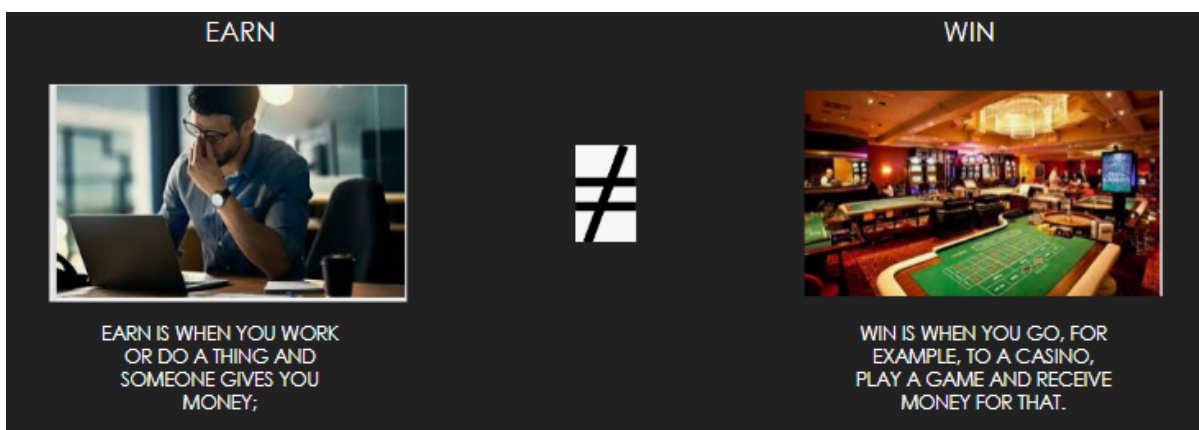 EARN
WIN
≠
EARN IS WHEN YOU WORK
OR DO A THING AND
SOMEONE GIVES YOU
MONEY;
WIN IS WHEN YOU GO, FOR
EXAMPLE, TO A CASINO,
PLAY A GAME AND RECEIVE
MONEY FOR THAT.